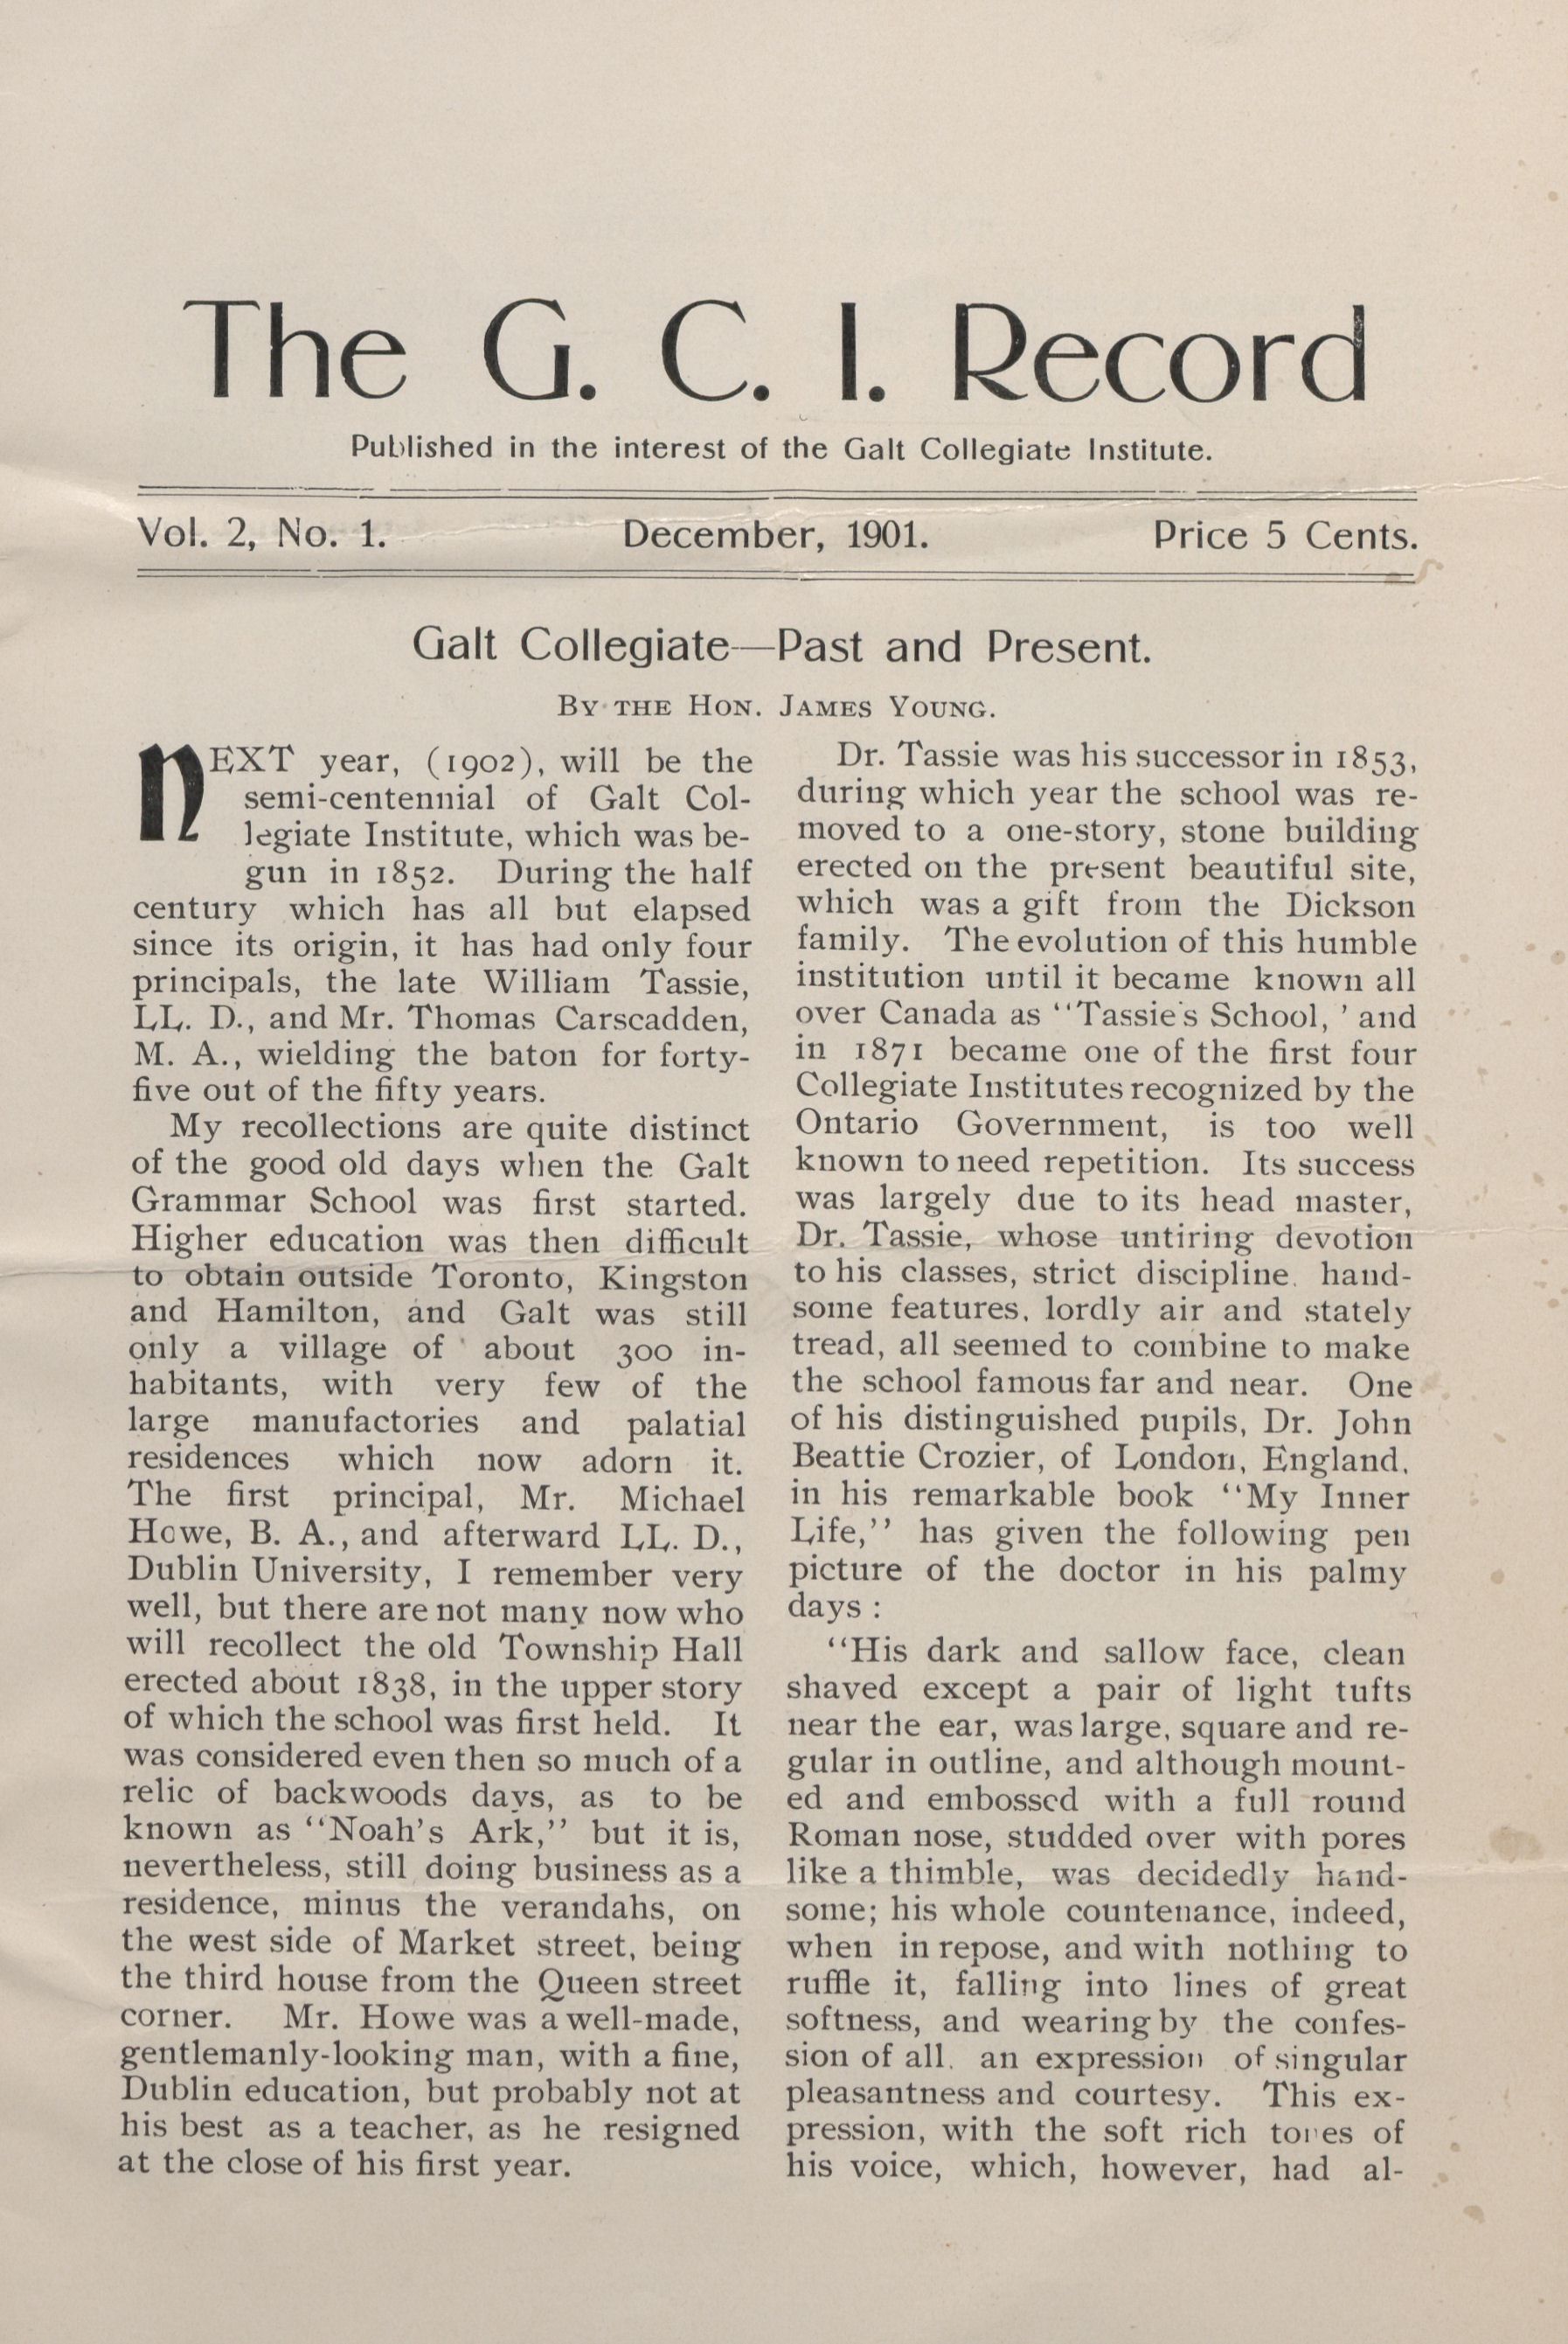 The G. C. I. Record
Published in the interest of the Galt Collegiate Institute.
Vol. 2, No. 1. December, 1901. Price 5 Cents.
Galt Collegiate—Past and Present.
By the Hon. James Young.
NEXT year, (1902), will be the
semi-centennial of Galt Col-
legiate Institute, which was be-
gun in 1852. During the half
century which has all but elapsed
since its origin, it has had only four
principals, the late William Tassie,
LL. D., and Mr. Thomas Carscadden,
M. A., wielding the baton for forty-
five out of the fifty years.
My recollections are quite distinct
of the good old days when the Galt
Grammar School was first started.
Higher education was then difficult
to obtain outside Toronto, Kingston
and Hamilton, and Galt was still
only a village of about 300 in-
habitants, with very few of the
large manufactories and palatial
residences which now adorn it.
The first principal, Mr. Michael
Howe, B. A., and afterward LL. D.,
Dublin University, I remember very
well, but there are not many now who
will recollect the old Township Hall
erected about 1838, in the upper story
of which the school was first held. It
was considered even then so much of a
relic of backwoods days, as to be
known as "Noah's Ark," but it is,
nevertheless, still doing business as a
residence, minus the verandahs, on
the west side of Market street, being
the third house from the Queen street
corner. Mr. Howe was a well-made,
gentlemanly-looking man, with a fine,
Dublin education, but probably not at
his best as a teacher, as he resigned
at the close of his first year.
Dr. Tassie was his successor in 1853,
during which year the school was re-
moved to a one-story, stone building
erected on the present beautiful site,
which was a gift from the Dickson
family. The evolution of this humble
institution until it became known all
over Canada as "Tassie's School,' and
in 1871 became one of the first four
Collegiate Institutes recognized by the
Ontario Government, is too well
known to need repetition. Its success
was largely due to its head master,
Dr. Tassie, whose untiring devotion
to his classes, strict discipline. hand-
some features. lordly air and stately
tread, all seemed to combine to make
the school famous far and near. One
of his distinguished pupils, Dr. John
Beattie Crozier, of London, England.
in his remarkable book "My Inner
Life," has given the following pen
picture of the doctor in his palmy
days :
"His dark and sallow face, clean
shaved except a pair of light tufts
near the ear, was large, square and re-
gular in outline, and although mount-
ed and embossed with a full round
Roman nose, studded over with pores
like a thimble, was decidedly hand-
some; his whole countenance, indeed,
when in repose, and with nothing to
ruffle it, falling into lines of great
softness, and wearing by the confes-
sion of all. an expression of singular
pleasantness and courtesy. This ex-
pression, with the soft rich tones of
his voice, which, however, had al-